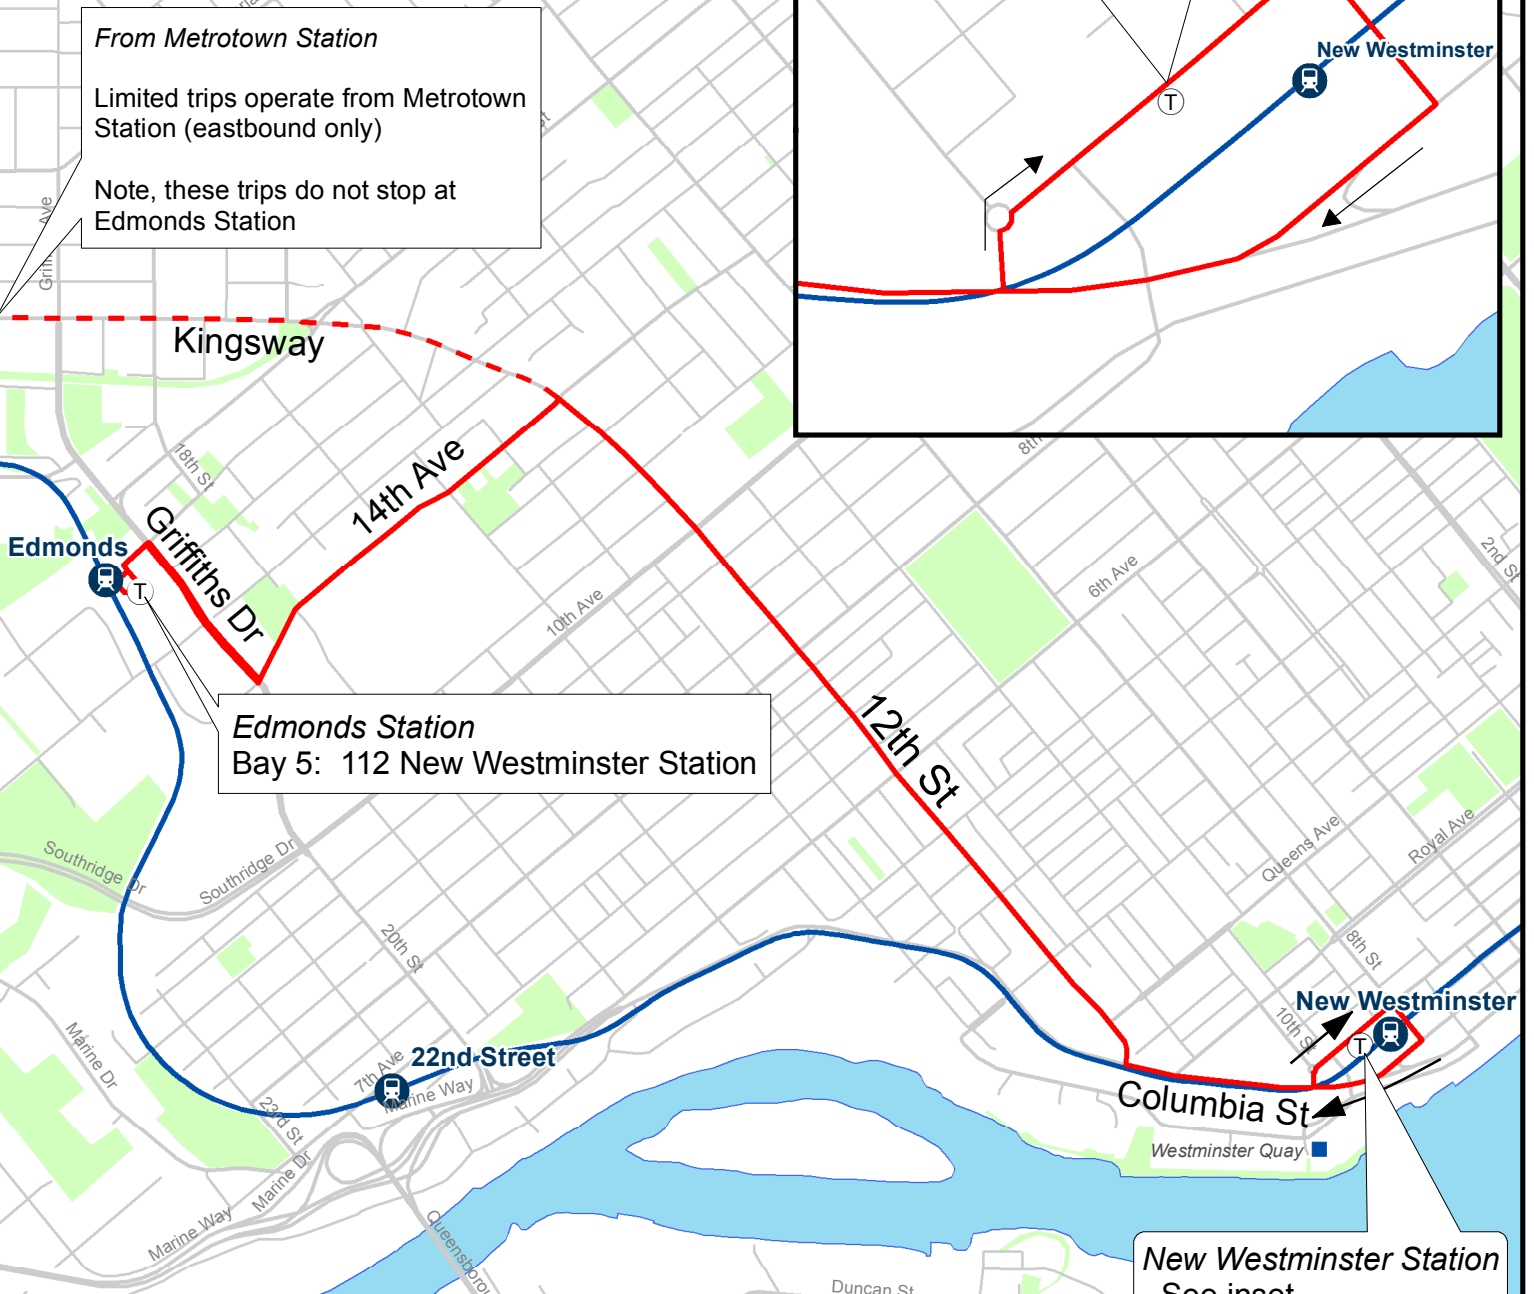 From Metrotown Station
Limited trips operate from Metrotown
Station (eastbound only)
Note, these trips do not stop at
Edmonds Station
New Westminster
T
Ave
St
Kingsway
8th
18th St
14th Ave
Griffiths Dr
Edmonds
T
2nd St
6th Ave
10th Ave
Edmonds Station
Bay 5: 112 New Westminster Station
12th St
Southridge Dr
Southridge Dr
Queens Ave
Royal Ave
20th St
8th St
New Westminster
10th St
T
Marine Dr
22nd Street
7th Ave
Marine Way
23rd St
Columbia St
Westminster Quay
Marine Dr
Marine Way
New Westminster Station
See inset
Duncan St